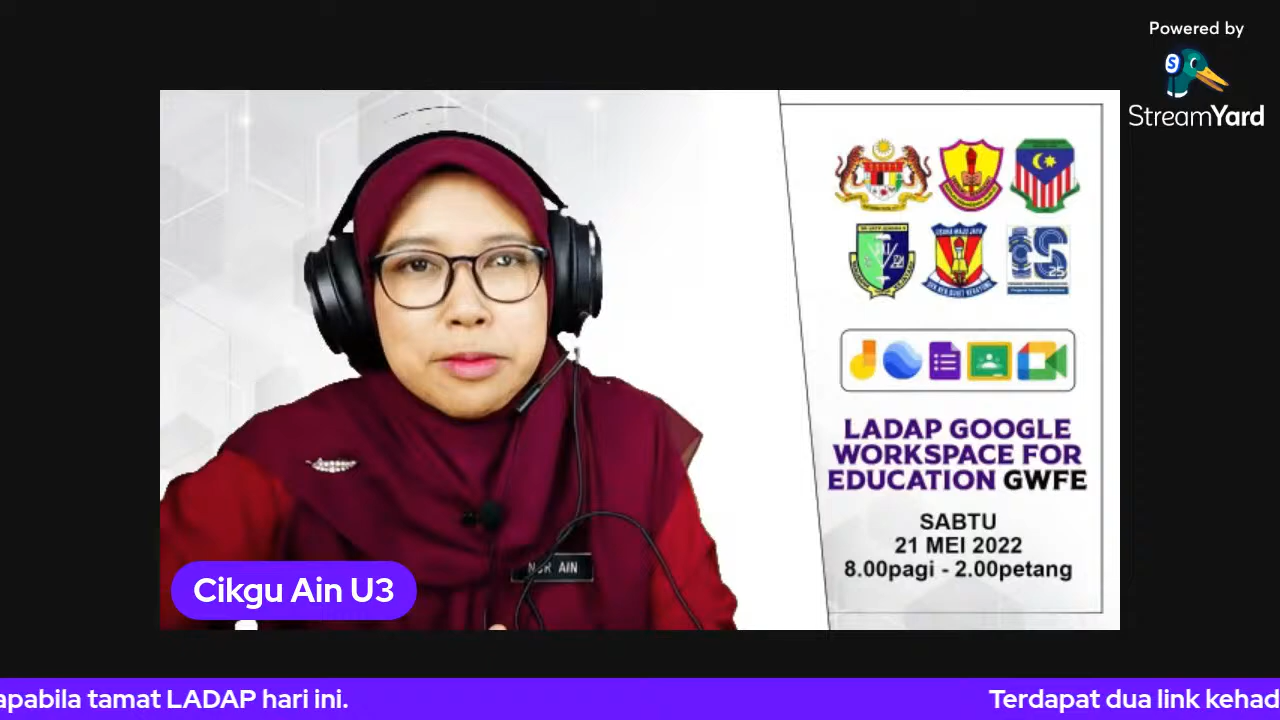 Powered by
StreamYard
LADAP GOOGLE
WORKSPACE FOR
EDUCATION GWFE
SABTU
21 MEI 2022
8.00pagi - 2.00petang
25
NUR AIN
Cikgu Ain U3
apabila tamat LADAP hari ini.
Terdapat dua link kehad